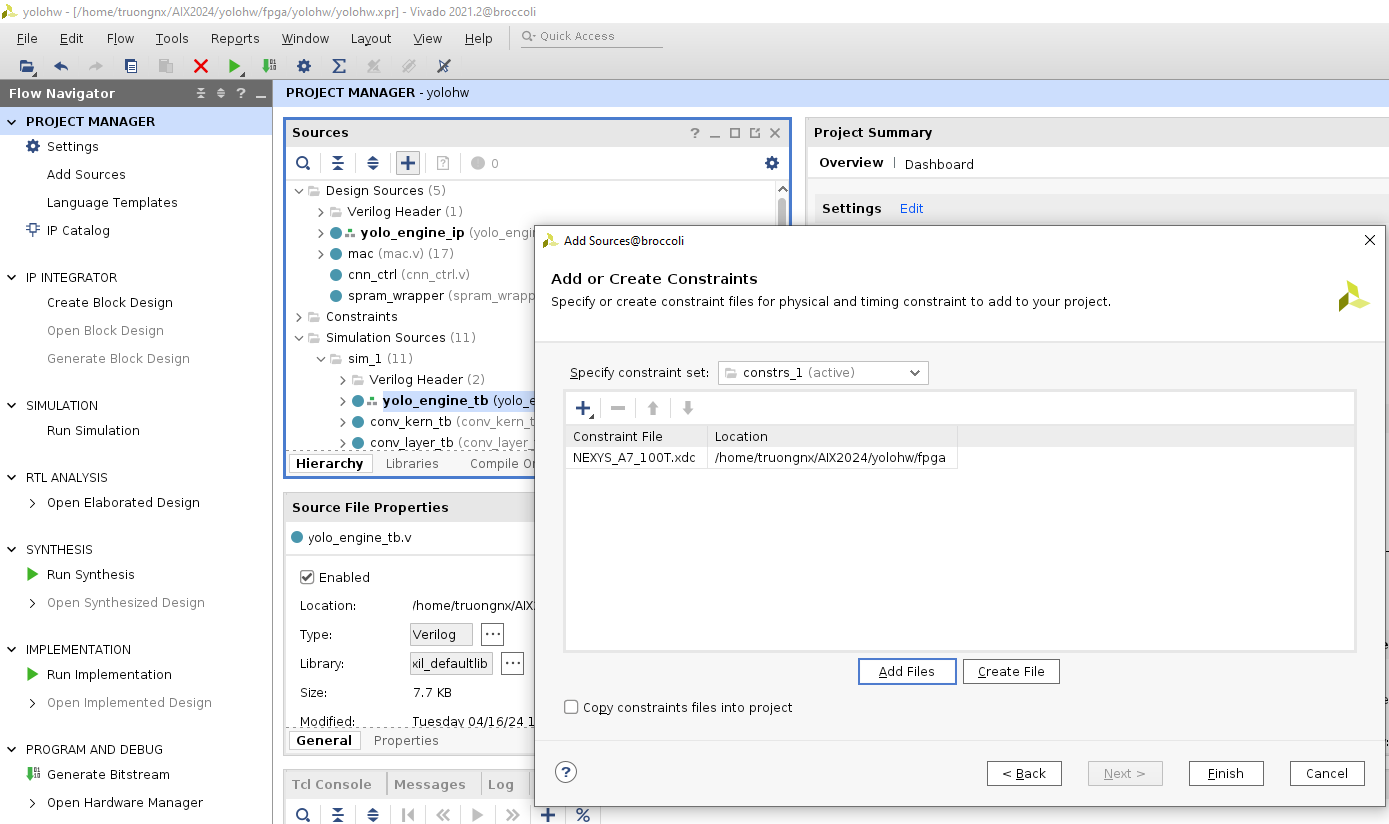 yolohw - [/home/truongnx/AIX2024/yolohw/fpga/yolohw/yolohw.xpr] - Vivado 2021.2@broccoli
File Edit Flow Tools Reports Window Layout View Help Quick Access
Flow Navigator
PROJECT MANAGER
Settings
Add Sources
Language Templates
IP Catalog
IP INTEGRATOR
Create Block Design
Open Block Design
Generate Block Design
SIMULATION
Run Simulation
RTL ANALYSIS
Open Elaborated Design
SYNTHESIS
Run Synthesis
Open Synthesized Design
IMPLEMENTATION
Run Implementation
Open Implemented Design
PROGRAM AND DEBUG
Generate Bitstream
Open Hardware Manager
PROJECT MANAGER - yolohw
Sources
0
Design Sources (5)
Verilog Header (1)
yolo_engine_ip (yolo_engin
mac (mac.v) (17)
cnn_ctrl (cnn_ctrl.v)
spram_wrapper (spram_wrapp
Constraints
Simulation Sources (11)
sim_1 (11)
Verilog Header (2)
yolo_engine_tb (yolo_e
conv_kern_tb (conv_kern_t
conv_layer_tb (conv_layer_
Hierarchy Libraries Compile Or
Source File Properties
yolo_engine_tb.v
Enabled
Location: /home/truongnx/AIX
Type: Verilog
Library: xil_defaultlib
Size: 7.7 KB
Modified: Tuesday 04/16/24 1
General Properties
Tcl Console Messages Log
Project Summary
Overview | Dashboard
Settings Edit
Add Sources@broccoli
Add or Create Constraints
Specify or create constraint files for physical and timing constraint to add to your project.
Specify constraint set: constrs_1 (active)
Constraint File Location
NEXYS_A7_100T.xdc /home/truongnx/AIX2024/yolohw/fpga
Add Files Create File
Copy constraints files into project
< Back Next > Finish Cancel